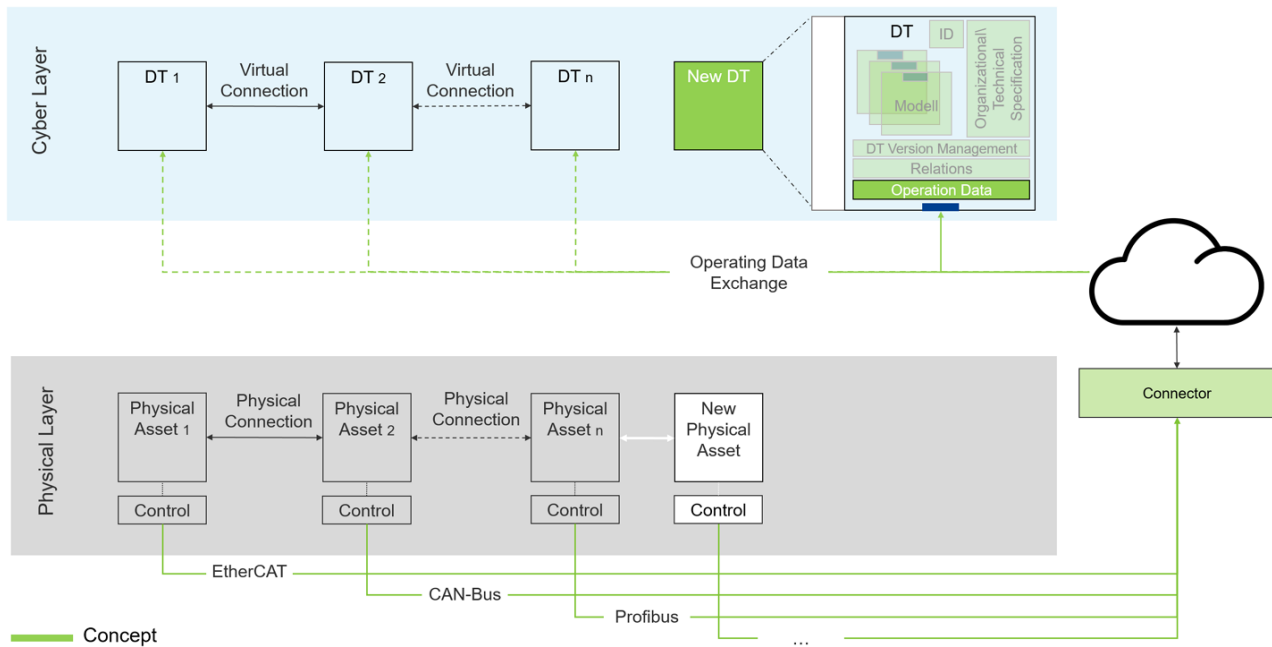 Cyber Layer
DT 1
Virtual
Connection
DT 2
Virtual
Connection
DT n
New DT
DT
ID
Modell
Organizational\
Technical
Specification
DT Version Management
Relations
Operation Data
Operating Data
Exchange
Physical Layer
Physical
Asset 1
Physical
Connection
Physical
Asset 2
Physical
Connection
Physical
Asset n
New
Physical
Asset
Connector
Control
Control
Control
Control
EtherCAT
CAN-Bus
Profibus
...
Concept